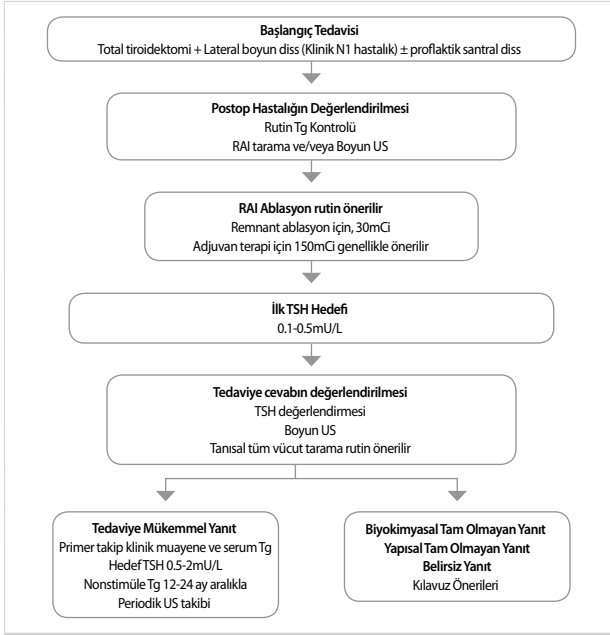 Başlangıç Tedavisi
Total tiroidektomi + Lateral boyun diss (Klinik N1 hastalık) ± proflaktik santral diss
Postop Hastalığın Değerlendirilmesi
Rutin Tg Kontrolü
RAI tarama ve/veya Boyun US
RAI Ablasyon rutin önerilir
Remnant ablasyon için, 30mCi
Adjuvan terapi için 150mCi genellikle önerilir
İlk TSH Hedefi
0.1-0.5mU/L
Tedaviye cevabın değerlendirilmesi
TSH değerlendirmesi
Boyun US
Tanısal tüm vücut tarama rutin önerilir
Tedaviye Mükemmel Yanıt
Primer takip klinik muayene ve serum Tg
Hedef TSH 0.5-2mU/L
Nonstimüle Tg 12-24 ay aralıkla
Periodik US takibi
Biyokimyasal Tam Olmayan Yanıt
Yapısal Tam Olmayan Yanıt
Belirsiz Yanıt
Kılavuz Önerileri